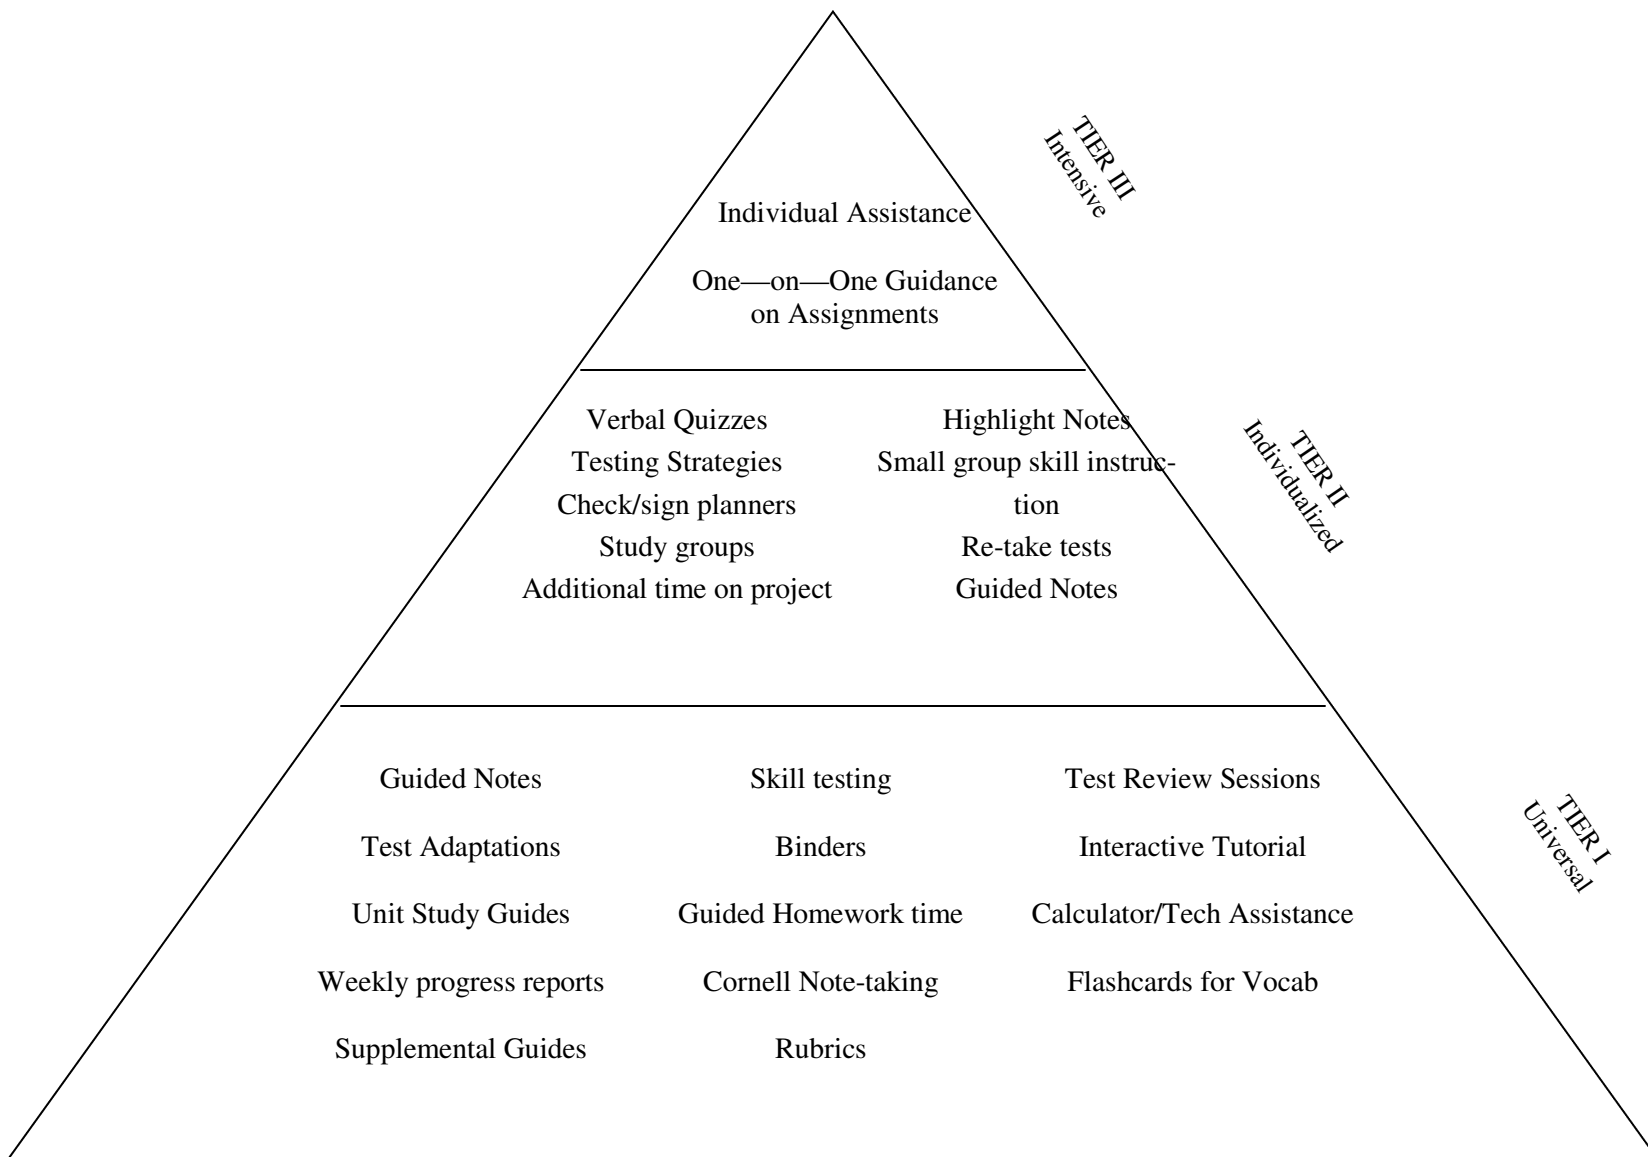 TIER III
Intensive
Individual Assistance
One—on—One Guidance
on Assignments
TIER II
Individualized
Verbal Quizzes
Testing Strategies
Check/sign planners
Study groups
Additional time on project
Highlight Notes
Small group skill instruc-
tion
Re-take tests
Guided Notes
TIER I
Universal
Guided Notes
Test Adaptations
Unit Study Guides
Weekly progress reports
Supplemental Guides
Skill testing
Binders
Guided Homework time
Cornell Note-taking
Rubrics
Test Review Sessions
Interactive Tutorial
Calculator/Tech Assistance
Flashcards for Vocab